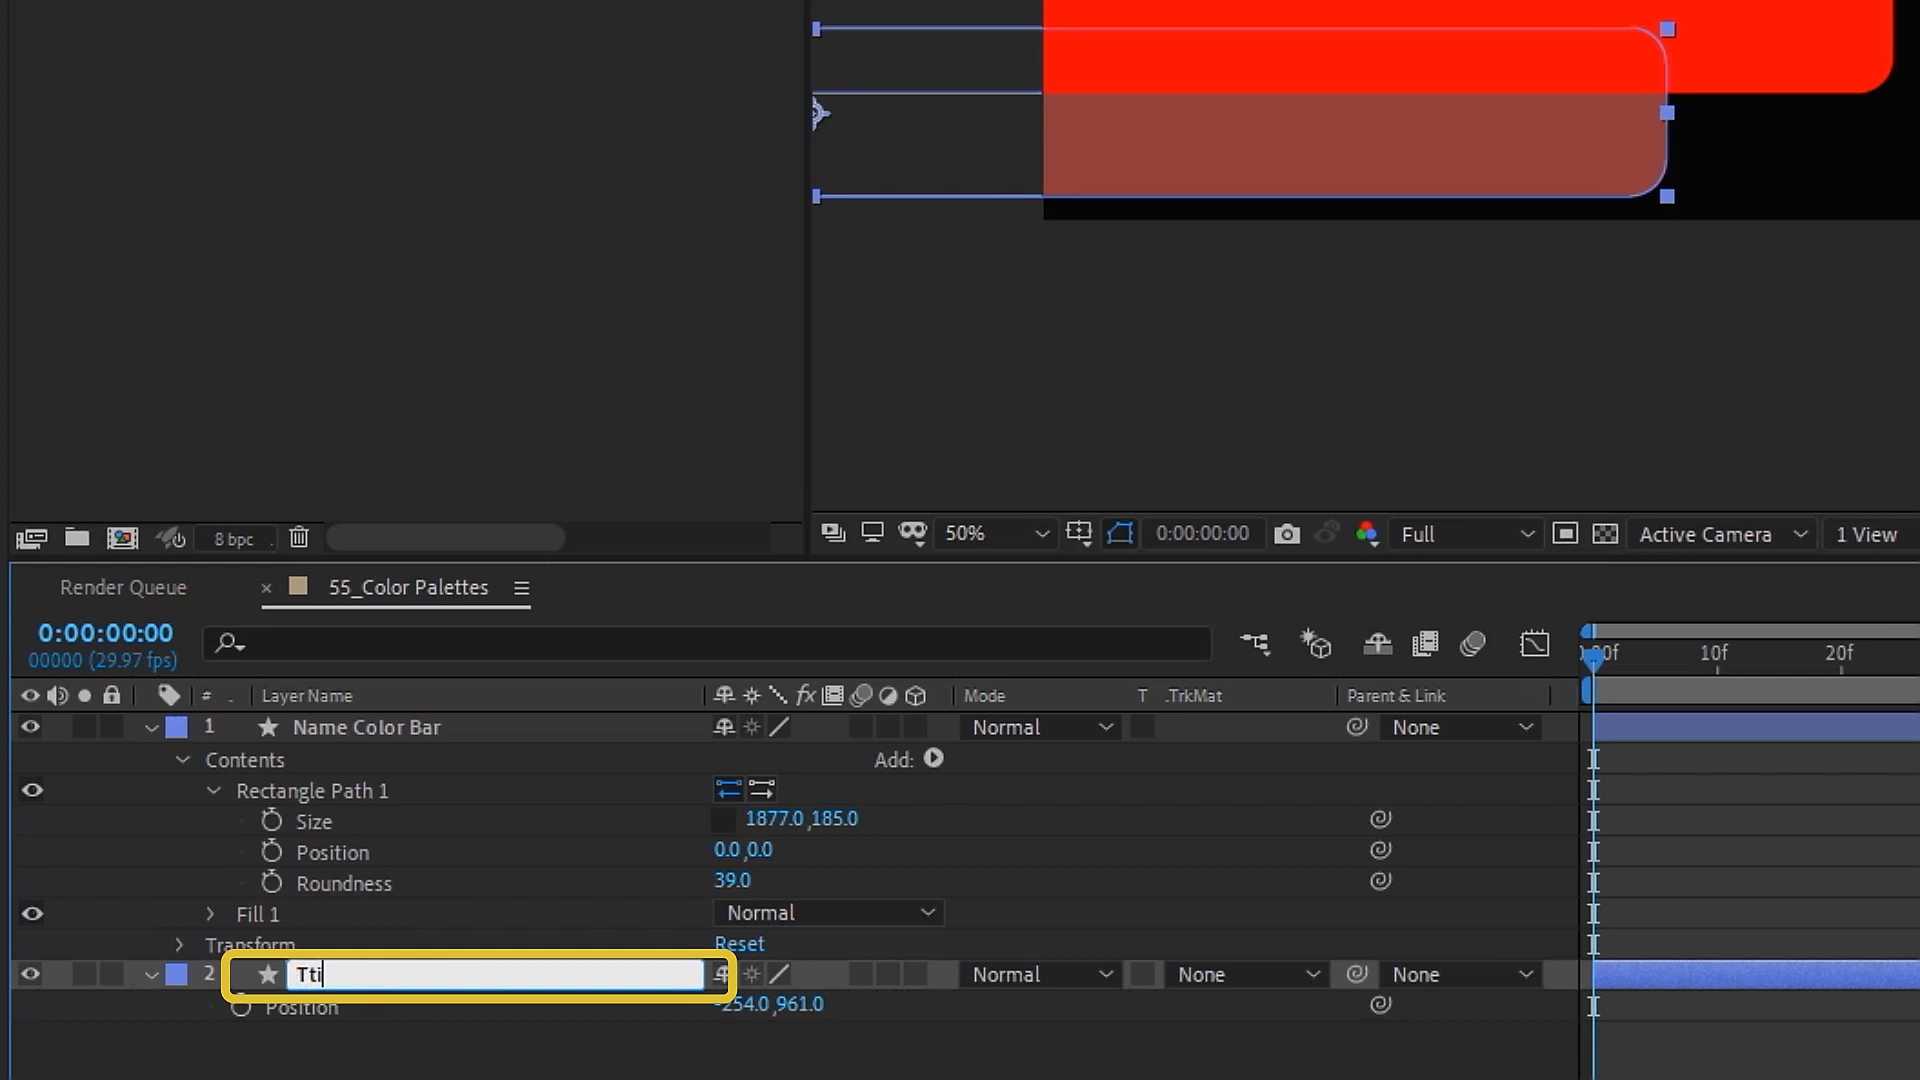 8 bpc
50%
0:00:00:00
Full
Active Camera
1 View
Render Queue
× 55_Color Palettes
0:00:00:00
00000 (29.97 fps)
:00f 10f 20f
# . Layer Name fx Mode T .TrkMat Parent & Link
1 Name Color Bar Normal None
Contents Add:
Rectangle Path 1
Size 1877.0,185.0
Position 0.0,0.0
Roundness 39.0
Fill 1 Normal
Transform Reset
2 Tti Normal None None
Position -254.0,961.0